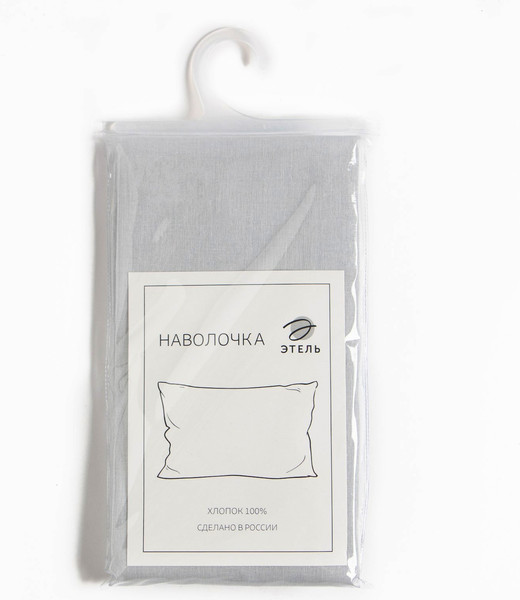 НАВОЛОЧКА
ЭТЕЛЬ
ХЛОПОК 100%
СДЕЛАНО В РОССИИ